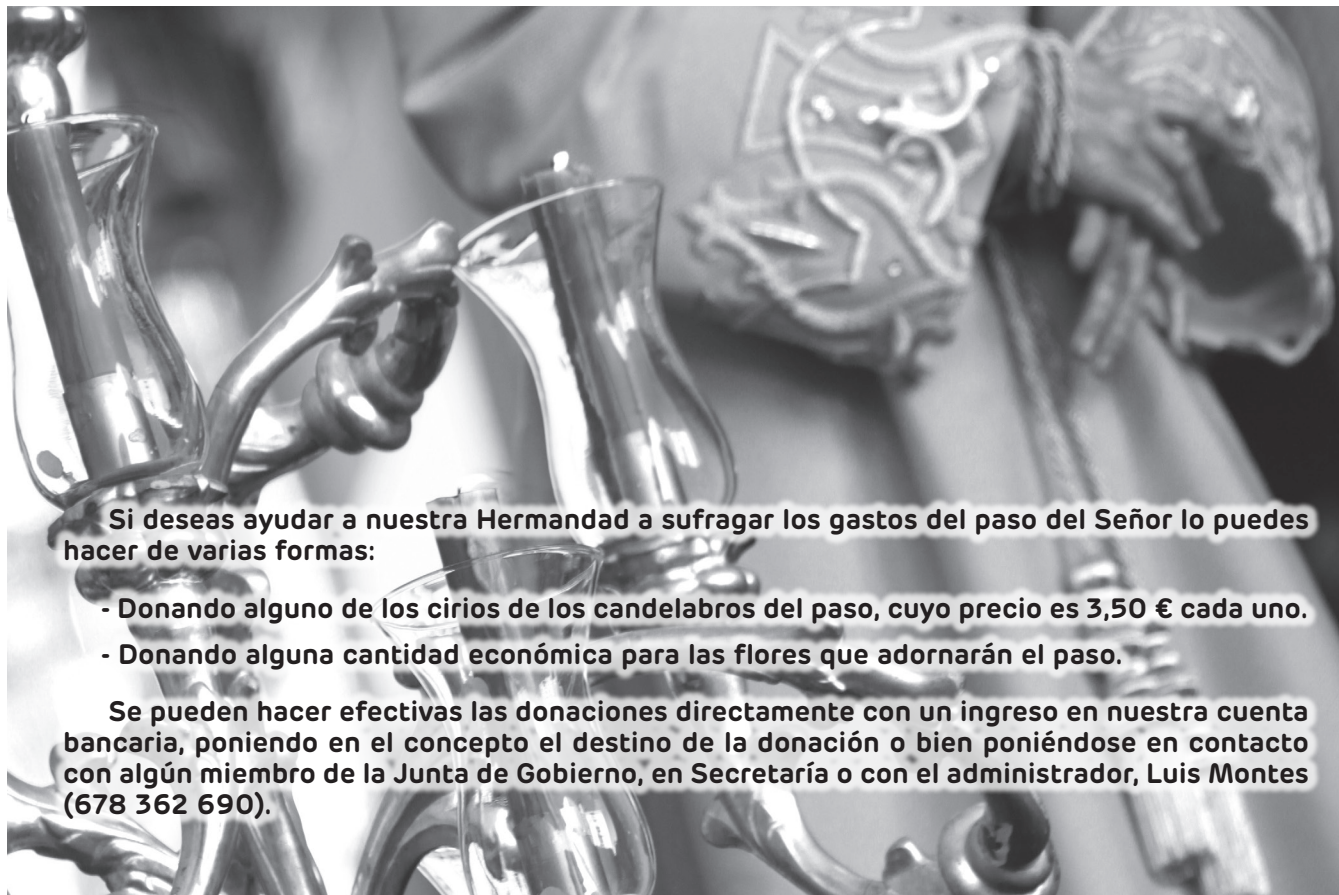 Si deseas ayudar a nuestra Hermandad a sufragar los gastos del paso del Señor lo puedes
hacer de varias formas:
- Donando alguno de los cirios de los candelabros del paso, cuyo precio es 3,50 € cada uno.
- Donando alguna cantidad económica para las flores que adornarán el paso.
Se pueden hacer efectivas las donaciones directamente con un ingreso en nuestra cuenta
bancaria, poniendo en el concepto el destino de la donación o bien poniéndose en contacto
con algún miembro de la Junta de Gobierno, en Secretaría o con el administrador, Luis Montes
(678 362 690).